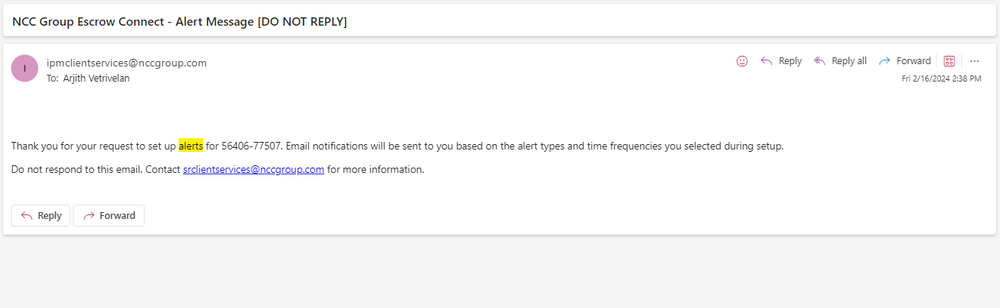 NCC Group Escrow Connect - Alert Message [DO NOT REPLY]
I
ipmclientservices@nccgroup.com
To: Arjith Vetrivelan
Reply
Reply all
Forward
Fri 2/16/2024 2:38 PM
Thank you for your request to set up alerts for 56406-77507. Email notifications will be sent to you based on the alert types and time frequencies you selected during setup.
Do not respond to this email. Contact srclientservices@nccgroup.com for more information.
Reply
Forward